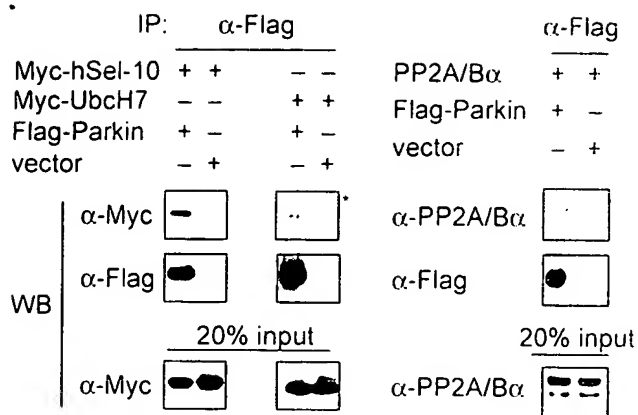 IP: α-Flag
Myc-hSel-10 + + – –
Myc-UbcH7 – – + +
Flag-Parkin + – + –
vector – + – +
WB
α-Myc
α-Flag
20% input
α-Myc
α-Flag
PP2A/Bα + +
Flag-Parkin + –
vector – +
α-PP2A/Bα
α-Flag
20% input
α-PP2A/Bα